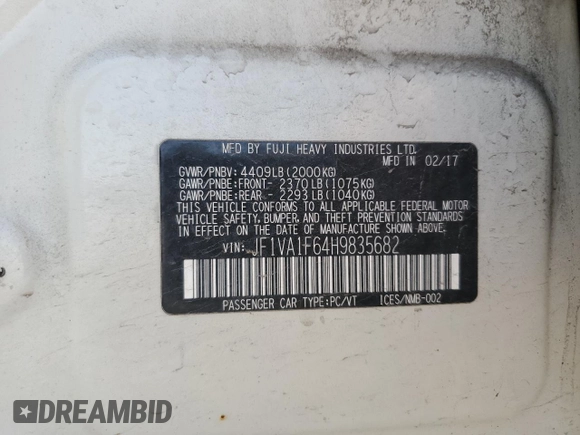 MFD BY FUJI HEAVY INDUSTRIES LTD.
MFD IN 02/17
GVWR/PNBV: 4409LB(2000KG)
GAWR/PNBE:FRONT- 2370LB(1075KG)
GAWR/PNBE:REAR - 2293LB(1040KG)
THIS VEHICLE CONFORMS TO ALL APPLICABLE FEDERAL MOTOR
VEHICLE SAFETY, BUMPER, AND THEFT PREVENTION STANDARDS
IN EFFECT ON THE DATE OF MANUFACTURE SHOWN ABOVE.
VIN: JF1VA1F64H9835682
PASSENGER CAR TYPE:PC/VT ICES/NMB-002
DREAMBID